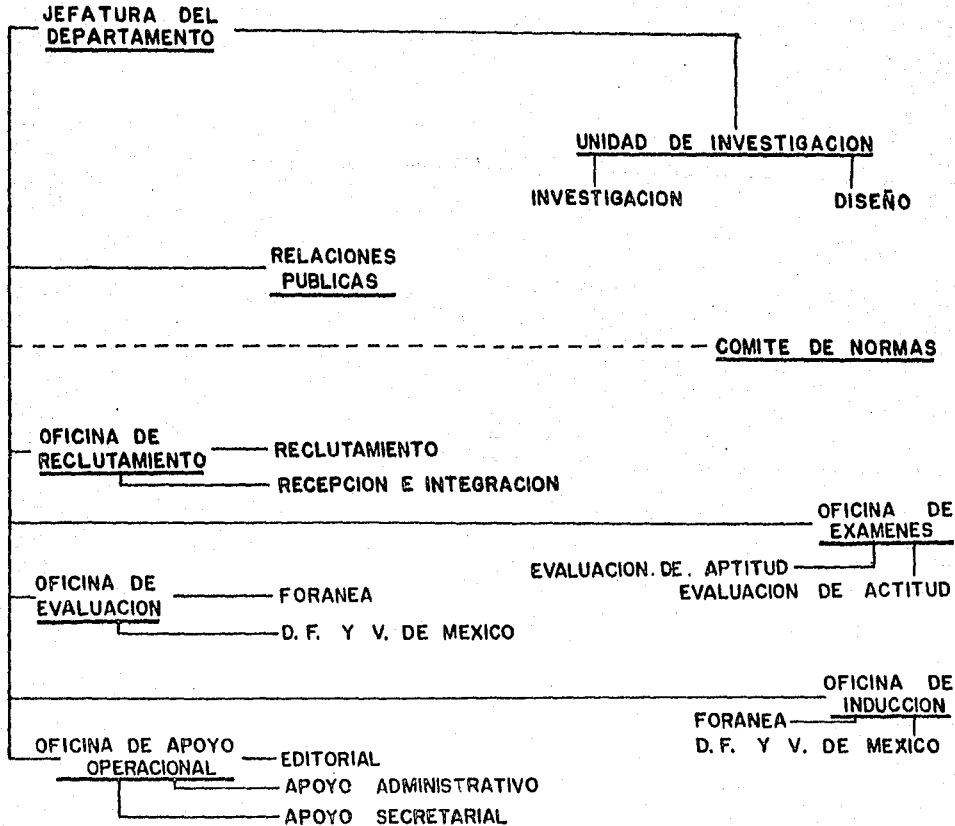 JEFATURA DEL
DEPARTAMENTO
UNIDAD DE INVESTIGACION
INVESTIGACION
DISEÑO
RELACIONES
PUBLICAS
COMITE DE NORMAS
OFICINA DE
RECLUTAMIENTO
RECLUTAMIENTO
RECEPCION E INTEGRACION
OFICINA DE
EXAMENES
EVALUACION. DE. APTITUD
EVALUACION DE ACTITUD
OFICINA DE
EVALUACION
FORANEA
D. F. Y V. DE MEXICO
OFICINA DE
INDUCCION
FORANEA
D. F. Y V. DE MEXICO
OFICINA DE APOYO
OPERACIONAL
EDITORIAL
APOYO ADMINISTRATIVO
APOYO SECRETARIAL